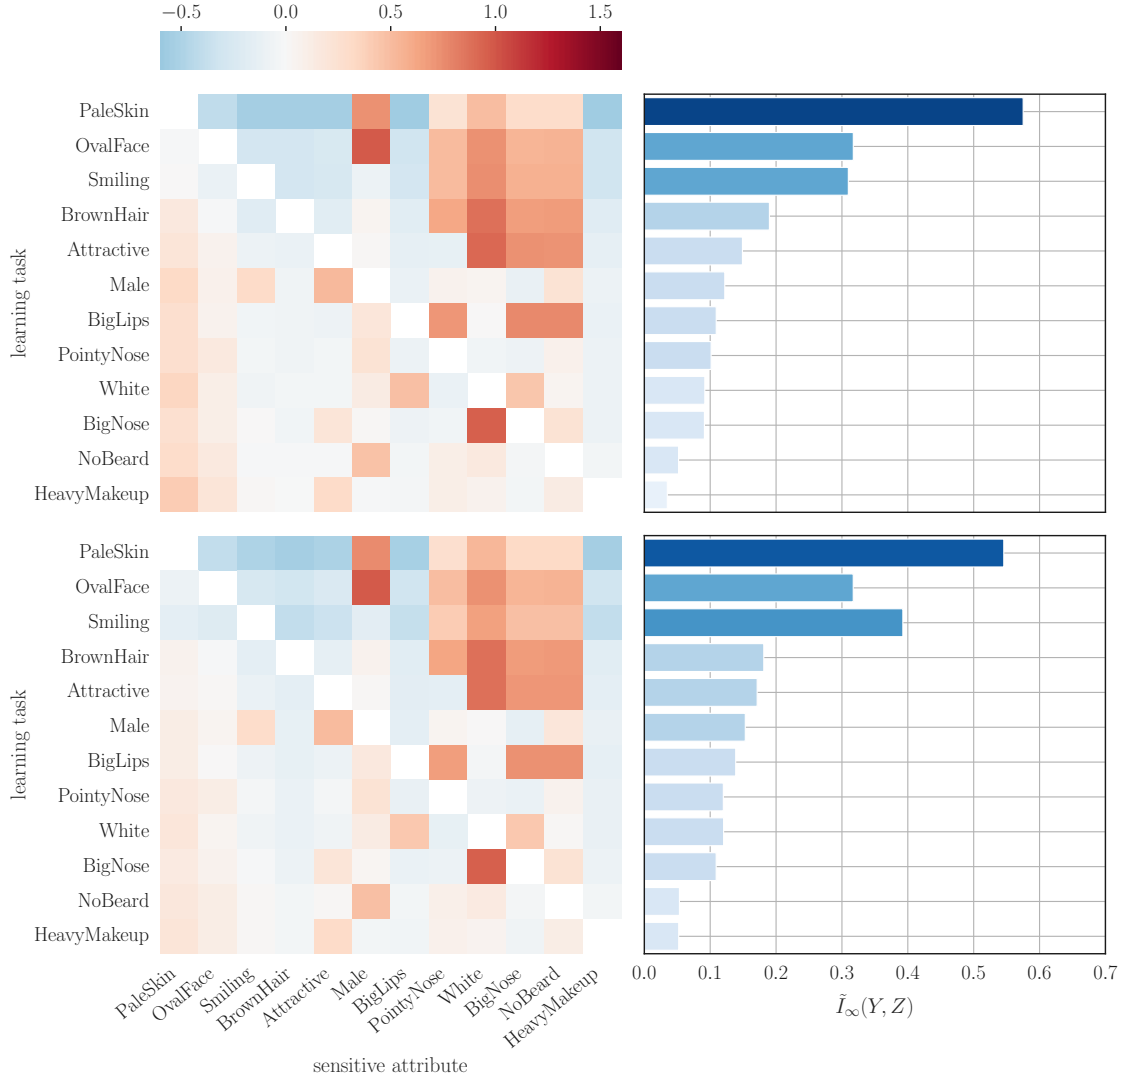 −0.5 0.0 0.5 1.0 1.5
learning task
PaleSkin
OvalFace
Smiling
BrownHair
Attractive
Male
BigLips
PointyNose
White
BigNose
NoBeard
HeavyMakeup
learning task
PaleSkin
OvalFace
Smiling
BrownHair
Attractive
Male
BigLips
PointyNose
White
BigNose
NoBeard
HeavyMakeup
PaleSkin
OvalFace
Smiling
BrownHair
Attractive
Male
BigLips
PointyNose
White
BigNose
NoBeard
HeavyMakeup
sensitive attribute
0.0 0.1 0.2 0.3 0.4 0.5 0.6 0.7
Ĩ∞(Y, Z)